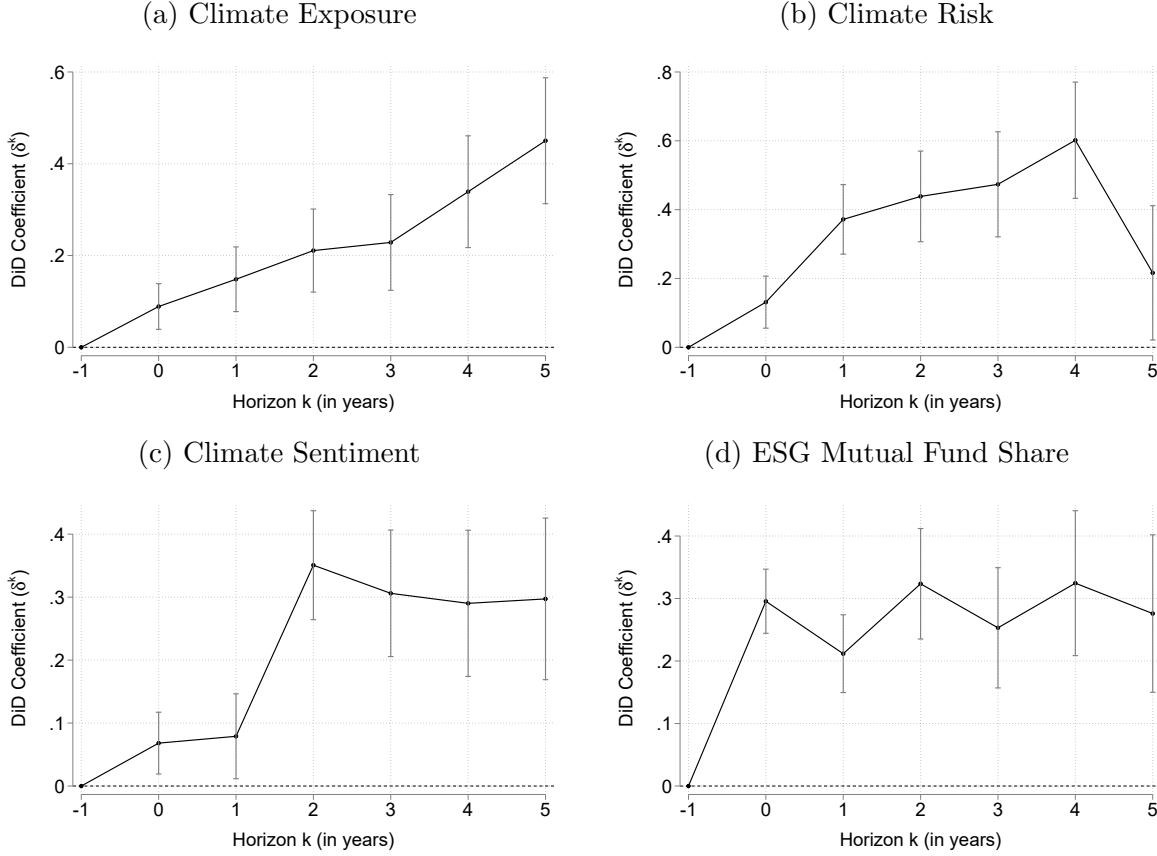 (a) Climate Exposure
DiD Coefficient (δᵏ)
.6
.4
.2
0
-1 0 1 2 3 4 5
Horizon k (in years)
(b) Climate Risk
DiD Coefficient (δᵏ)
.8
.6
.4
.2
0
-1 0 1 2 3 4 5
Horizon k (in years)
(c) Climate Sentiment
DiD Coefficient (δᵏ)
.4
.3
.2
.1
0
-1 0 1 2 3 4 5
Horizon k (in years)
(d) ESG Mutual Fund Share
DiD Coefficient (δᵏ)
.4
.3
.2
.1
0
-1 0 1 2 3 4 5
Horizon k (in years)